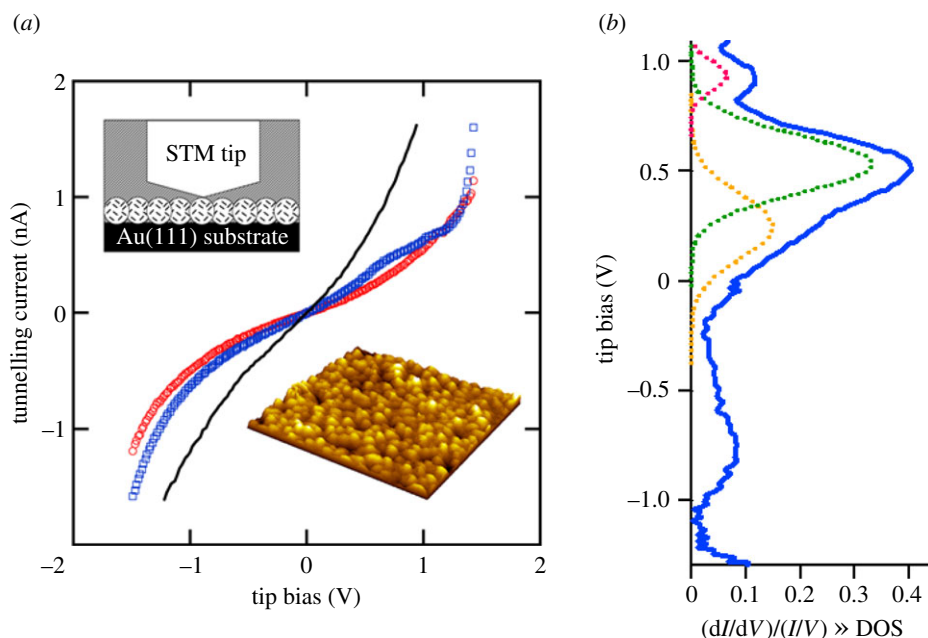 (a)
(b)
2
1
0
−1
−2
−1
0
1
2
tunnelling current (nA)
tip bias (V)
STM tip
Au(111) substrate
1.0
0.5
0
−0.5
−1.0
tip bias (V)
0
0.1
0.2
0.3
0.4
(dI/dV)/(I/V) » DOS